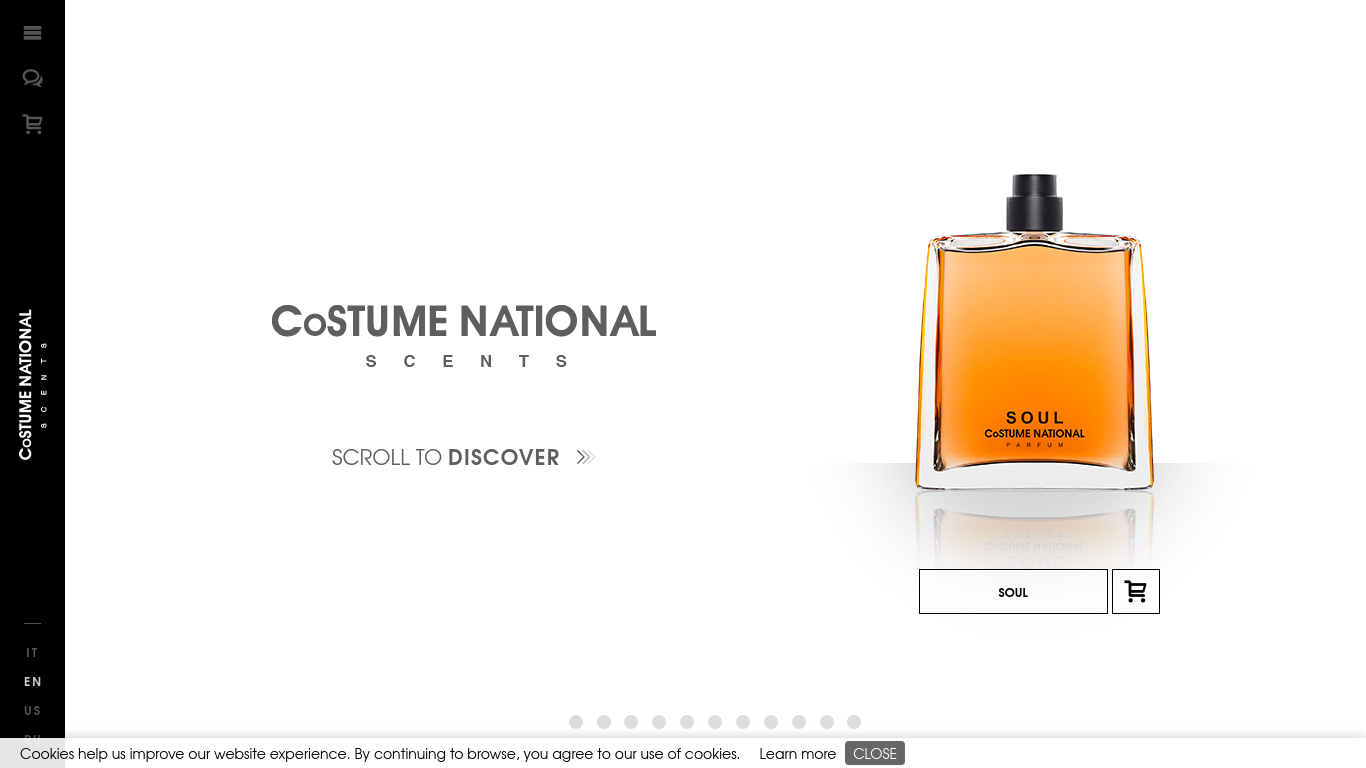 CoSTUME NATIONAL
SCENTS
IT
EN
US
CoSTUME NATIONAL
SCENTS
SCROLL TO DISCOVER
SOUL
CoSTUME NATIONAL
PARFUM
SOUL
Cookies help us improve our website experience. By continuing to browse, you agree to our use of cookies. Learn more CLOSE